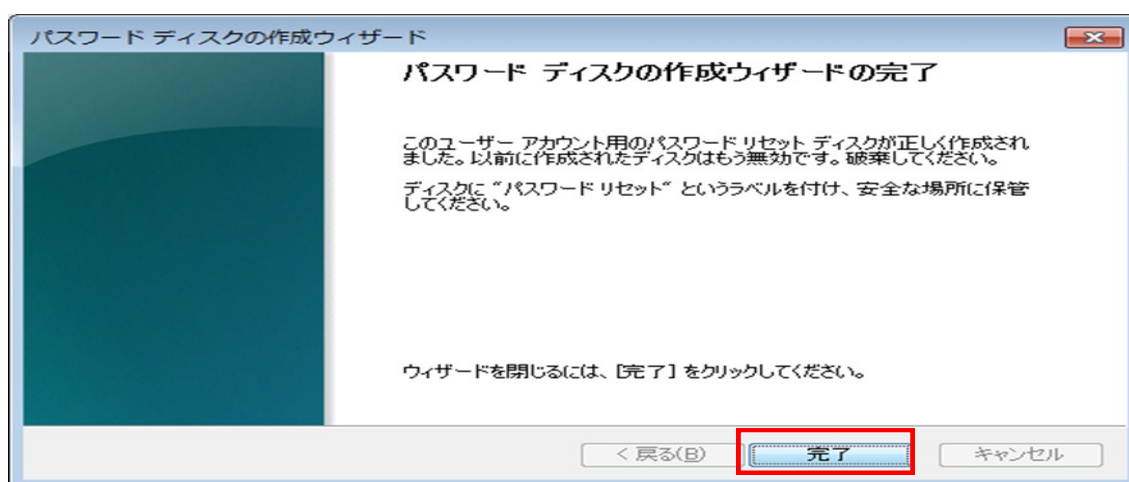 パスワード ディスクの作成ウィザード
パスワード ディスクの作成ウィザードの完了
このユーザー アカウント用のパスワード リセット ディスクが正しく作成され
ました。以前に作成されたディスクはもう無効です。破棄してください。
ディスクに "パスワード リセット" というラベルを付け、安全な場所に保管
してください。
ウィザードを閉じるには、[完了] をクリックしてください。
< 戻る(B)
完了
キャンセル